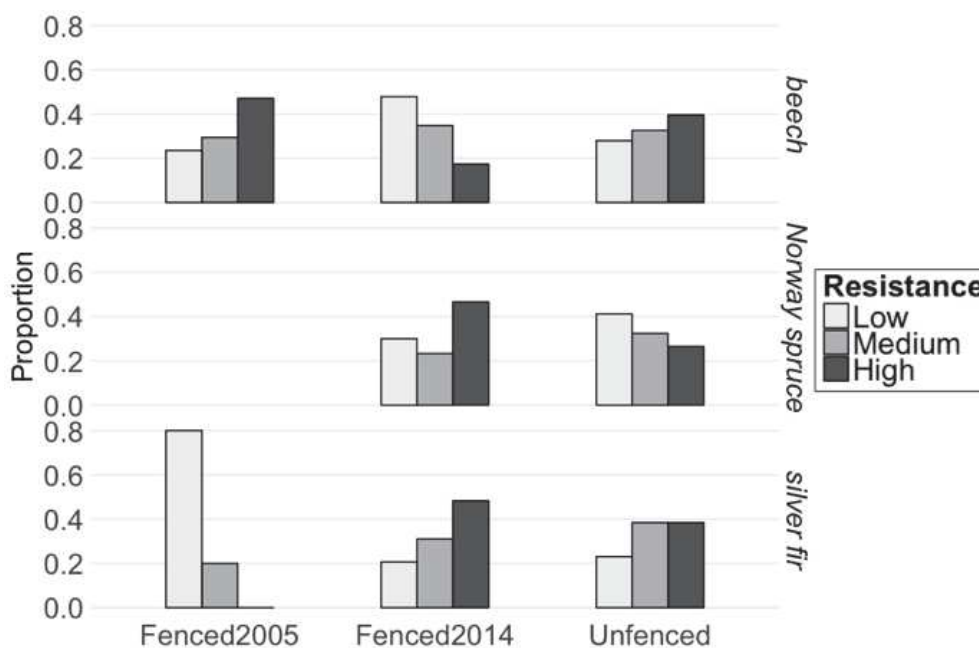 Proportion
0.8
0.6
0.4
0.2
0.0
beech
0.8
0.6
0.4
0.2
0.0
Norway spruce
0.8
0.6
0.4
0.2
0.0
silver fir
Fenced2005 Fenced2014 Unfenced
Resistance
Low
Medium
High